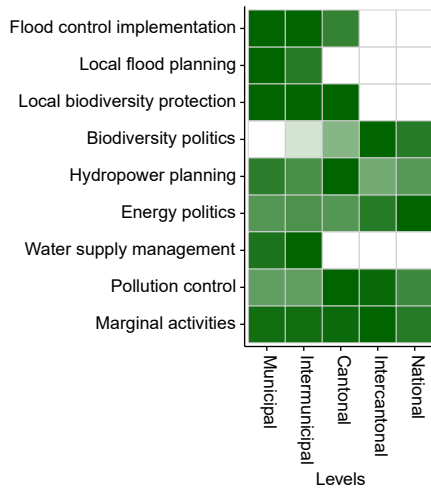 Flood control implementation
Local flood planning
Local biodiversity protection
Biodiversity politics
Hydropower planning
Energy politics
Water supply management
Pollution control
Marginal activities
Municipal
Intermunicipal
Cantonal
Intercantonal
National
Levels